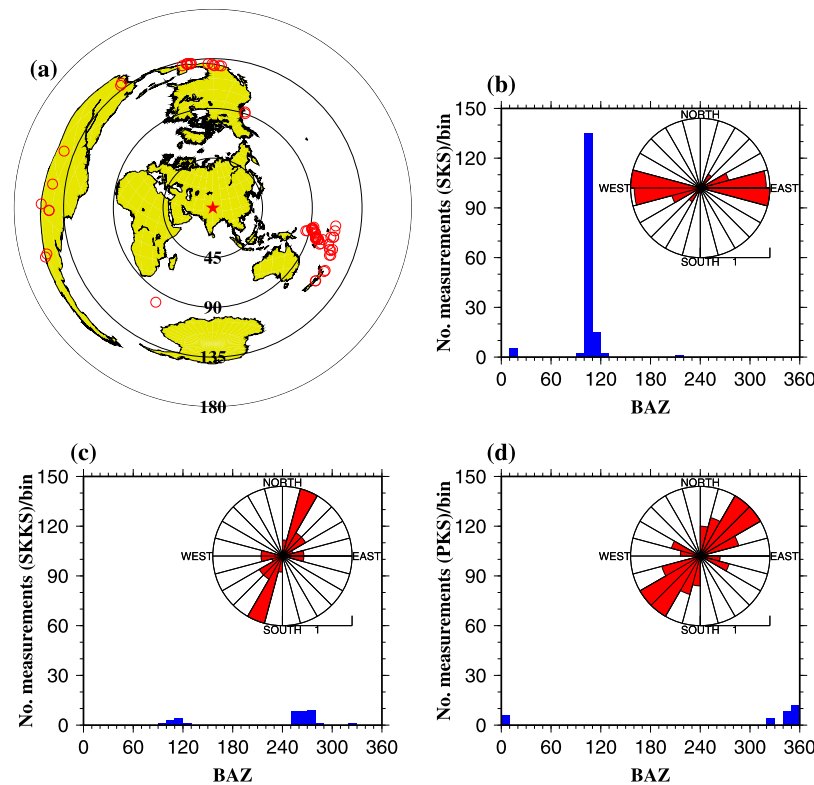 (a)
45
90
135
180
(b)
No. measurements (SKS)/bin
150
120
90
60
30
0
NORTH
WEST
EAST
SOUTH 1
0 60 120 180 240 300 360
BAZ
(c)
No. measurements (SKKS)/bin
150
120
90
60
30
0
NORTH
WEST
EAST
SOUTH 1
0 60 120 180 240 300 360
BAZ
(d)
No. measurements (PKS)/bin
150
120
90
60
30
0
NORTH
WEST
EAST
SOUTH 1
0 60 120 180 240 300 360
BAZ